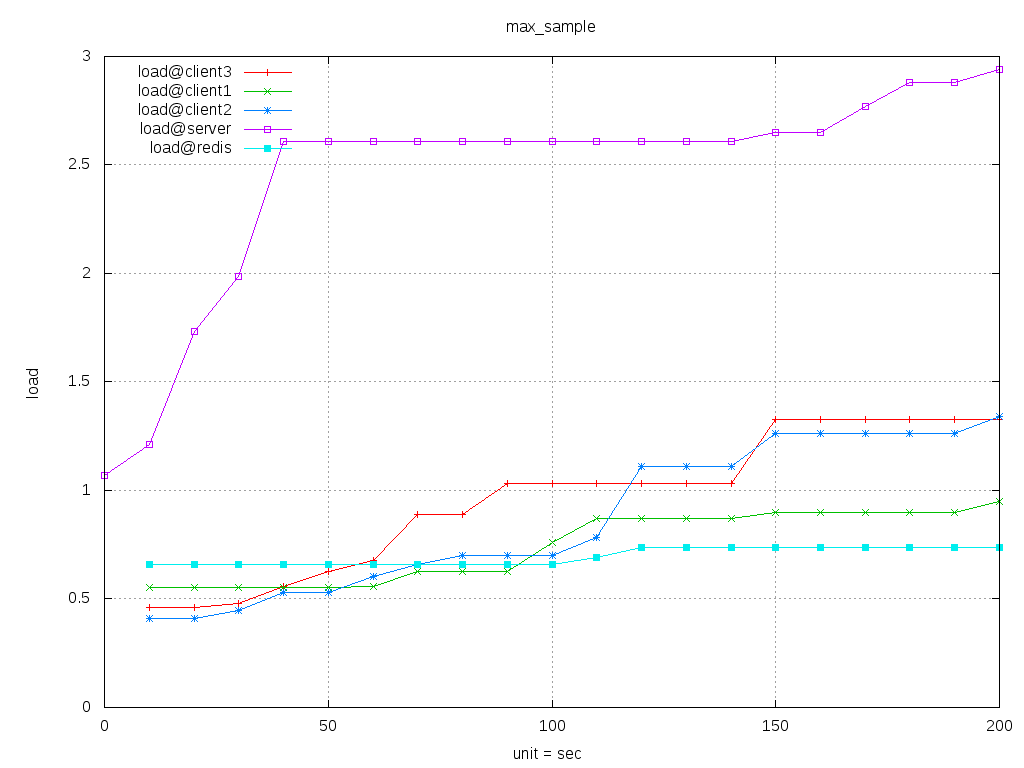 max_sample
3
load@client3
load@client1
load@client2
load@server
load@redis
2.5
2
1.5
load
1
0.5
0
0 50 100 150 200
unit = sec